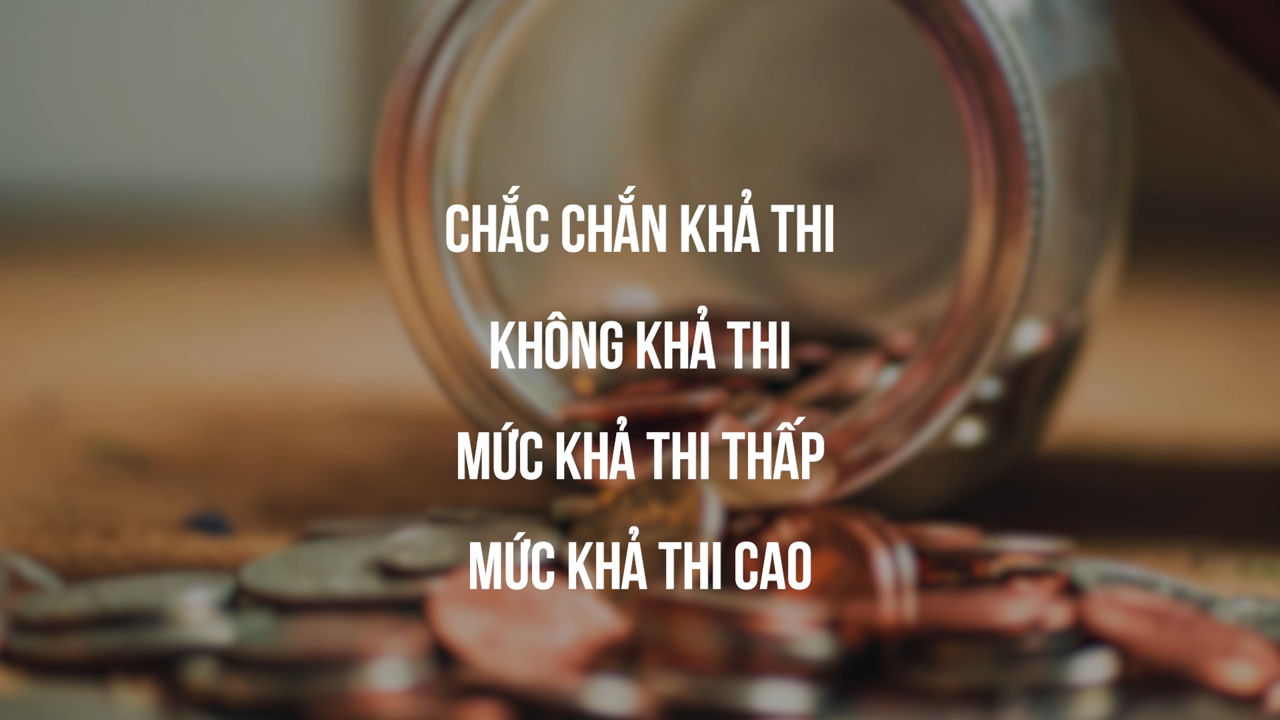 CHẮC CHẮN KHẢ THI
KHÔNG KHẢ THI
MỨC KHẢ THI THẤP
MỨC KHẢ THI CAO